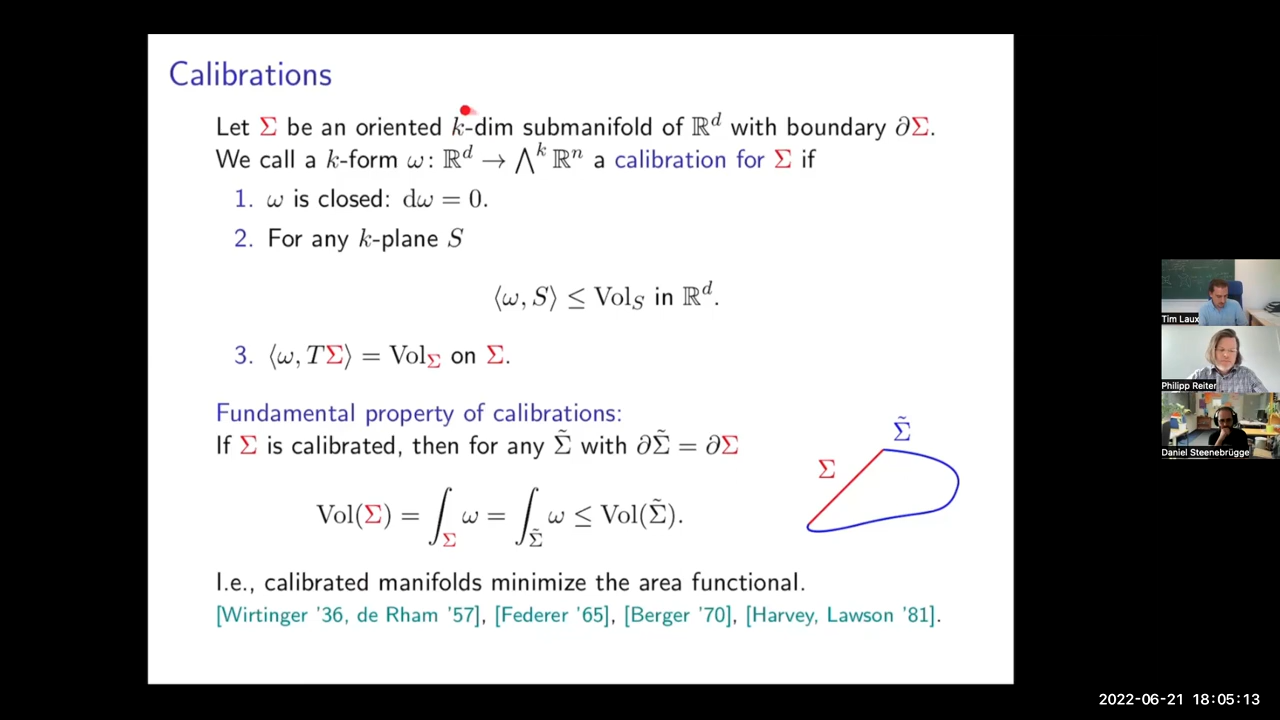 Calibrations
Let Σ be an oriented k-dim submanifold of ℝᵈ with boundary ∂Σ.
We call a k-form ω: ℝᵈ → ⋀ᵏ ℝⁿ a calibration for Σ if
1. ω is closed: dω = 0.
2. For any k-plane S
⟨ω, S⟩ ≤ Vol_S in ℝᵈ.
3. ⟨ω, TΣ⟩ = Vol_Σ on Σ.
Fundamental property of calibrations:
If Σ is calibrated, then for any Σ̃ with ∂Σ̃ = ∂Σ
Vol(Σ) = ∫_Σ ω = ∫_Σ̃ ω ≤ Vol(Σ̃).
Σ̃
Σ
I.e., calibrated manifolds minimize the area functional.
[Wirtinger '36, de Rham '57], [Federer '65], [Berger '70], [Harvey, Lawson '81].
Tim Laux
Philipp Reiter
Daniel Steenebrügge
2022-06-21 18:05:13